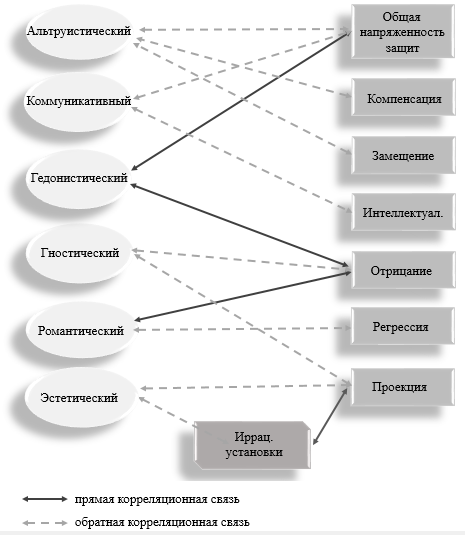 Альтруистический
Общая
напряженность
защит
Коммуникативный
Компенсация
Замещение
Гедонистический
Интеллектуал.
Гностический
Отрицание
Романтический
Регрессия
Эстетический
Проекция
Иррац.
установки
прямая корреляционная связь
обратная корреляционная связь